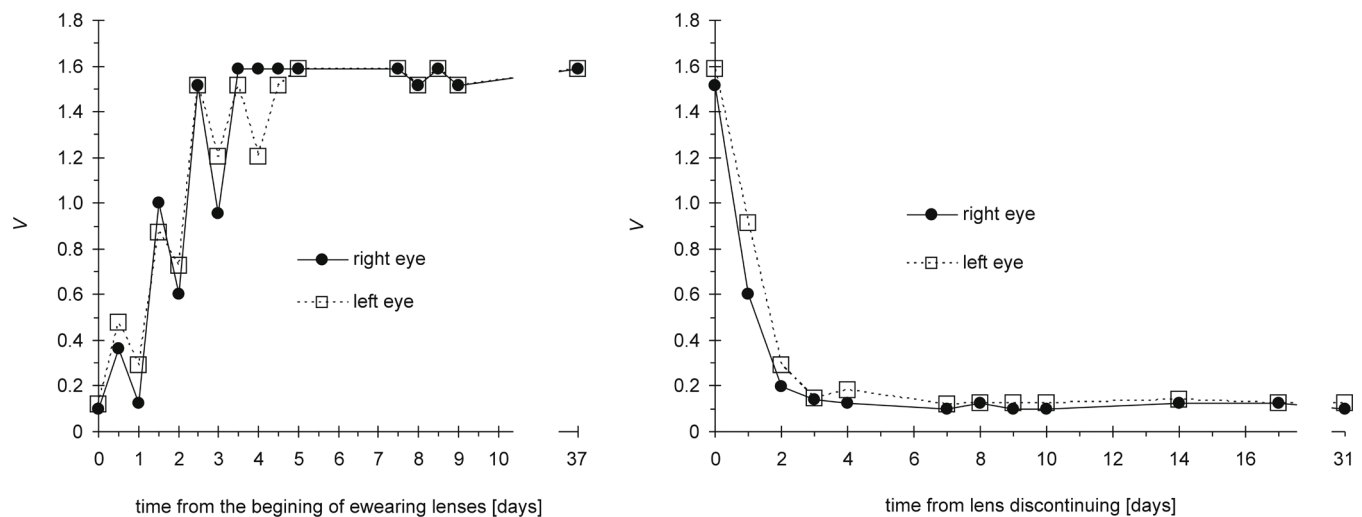 1.8
1.6
1.4
1.2
1.0
0.8
0.6
0.4
0.2
0
V
right eye
left eye
0 1 2 3 4 5 6 7 8 9 10 37
time from the begining of ewearing lenses [days]
1.8
1.6
1.4
1.2
1.0
0.8
0.6
0.4
0.2
0
V
right eye
left eye
0 2 4 6 8 10 12 14 16 31
time from lens discontinuing [days]